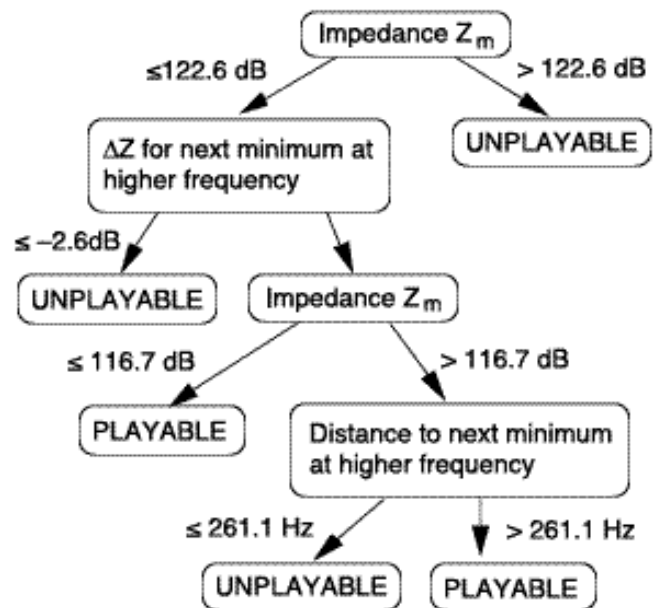 Impedance Zm
≤122.6 dB
> 122.6 dB
ΔZ for next minimum at
higher frequency
UNPLAYABLE
≤ −2.6dB
UNPLAYABLE
Impedance Zm
≤ 116.7 dB
> 116.7 dB
PLAYABLE
Distance to next minimum
at higher frequency
≤ 261.1 Hz
> 261.1 Hz
UNPLAYABLE
PLAYABLE